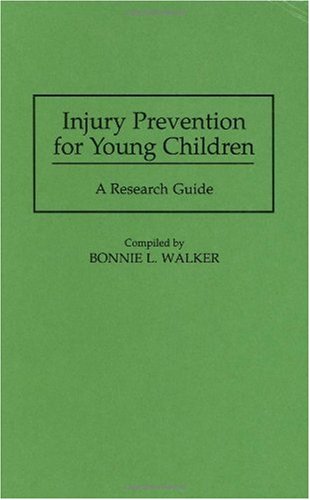 Injury Prevention
for Young Children
A Research Guide
Compiled by
BONNIE L. WALKER